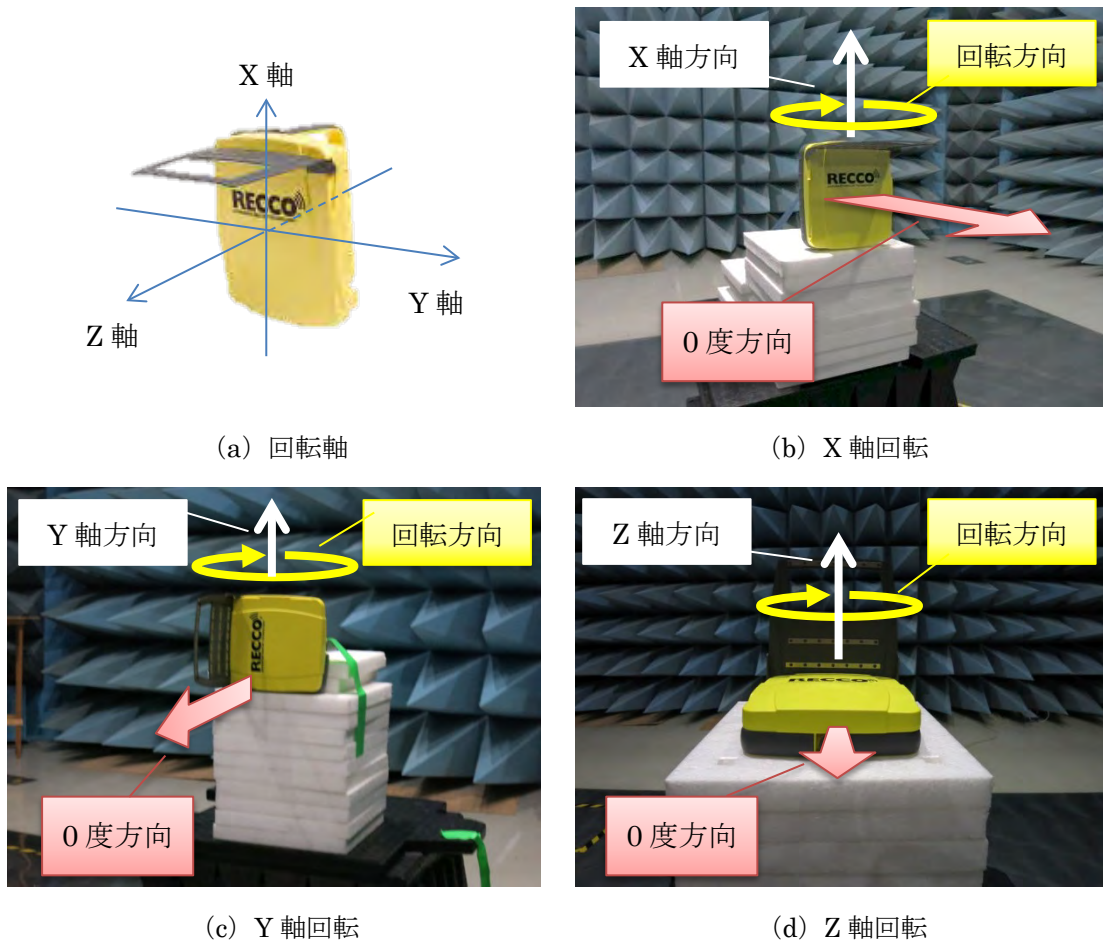 X 軸
RECCO
Y 軸
Z 軸
(a) 回転軸
X 軸方向
回転方向
RECCO
0 度方向
(b) X 軸回転
Y 軸方向
回転方向
RECCO
0 度方向
(c) Y 軸回転
Z 軸方向
回転方向
RECCO
0 度方向
(d) Z 軸回転